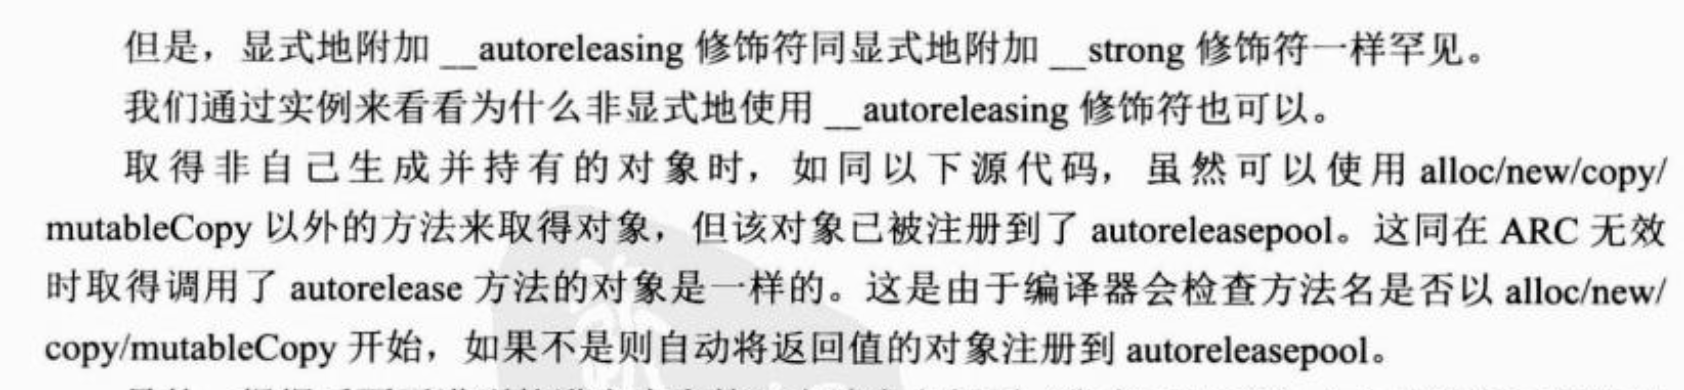 但是，显式地附加 __autoreleasing 修饰符同显式地附加 __strong 修饰符一样罕见。
我们通过实例来看看为什么非显式地使用 __autoreleasing 修饰符也可以。
取得非自己生成并持有的对象时，如同以下源代码，虽然可以使用 alloc/new/copy/
mutableCopy 以外的方法来取得对象，但该对象已被注册到了 autoreleasepool。这同在 ARC 无效
时取得调用了 autorelease 方法的对象是一样的。这是由于编译器会检查方法名是否以 alloc/new/
copy/mutableCopy 开始，如果不是则自动将返回值的对象注册到 autoreleasepool。